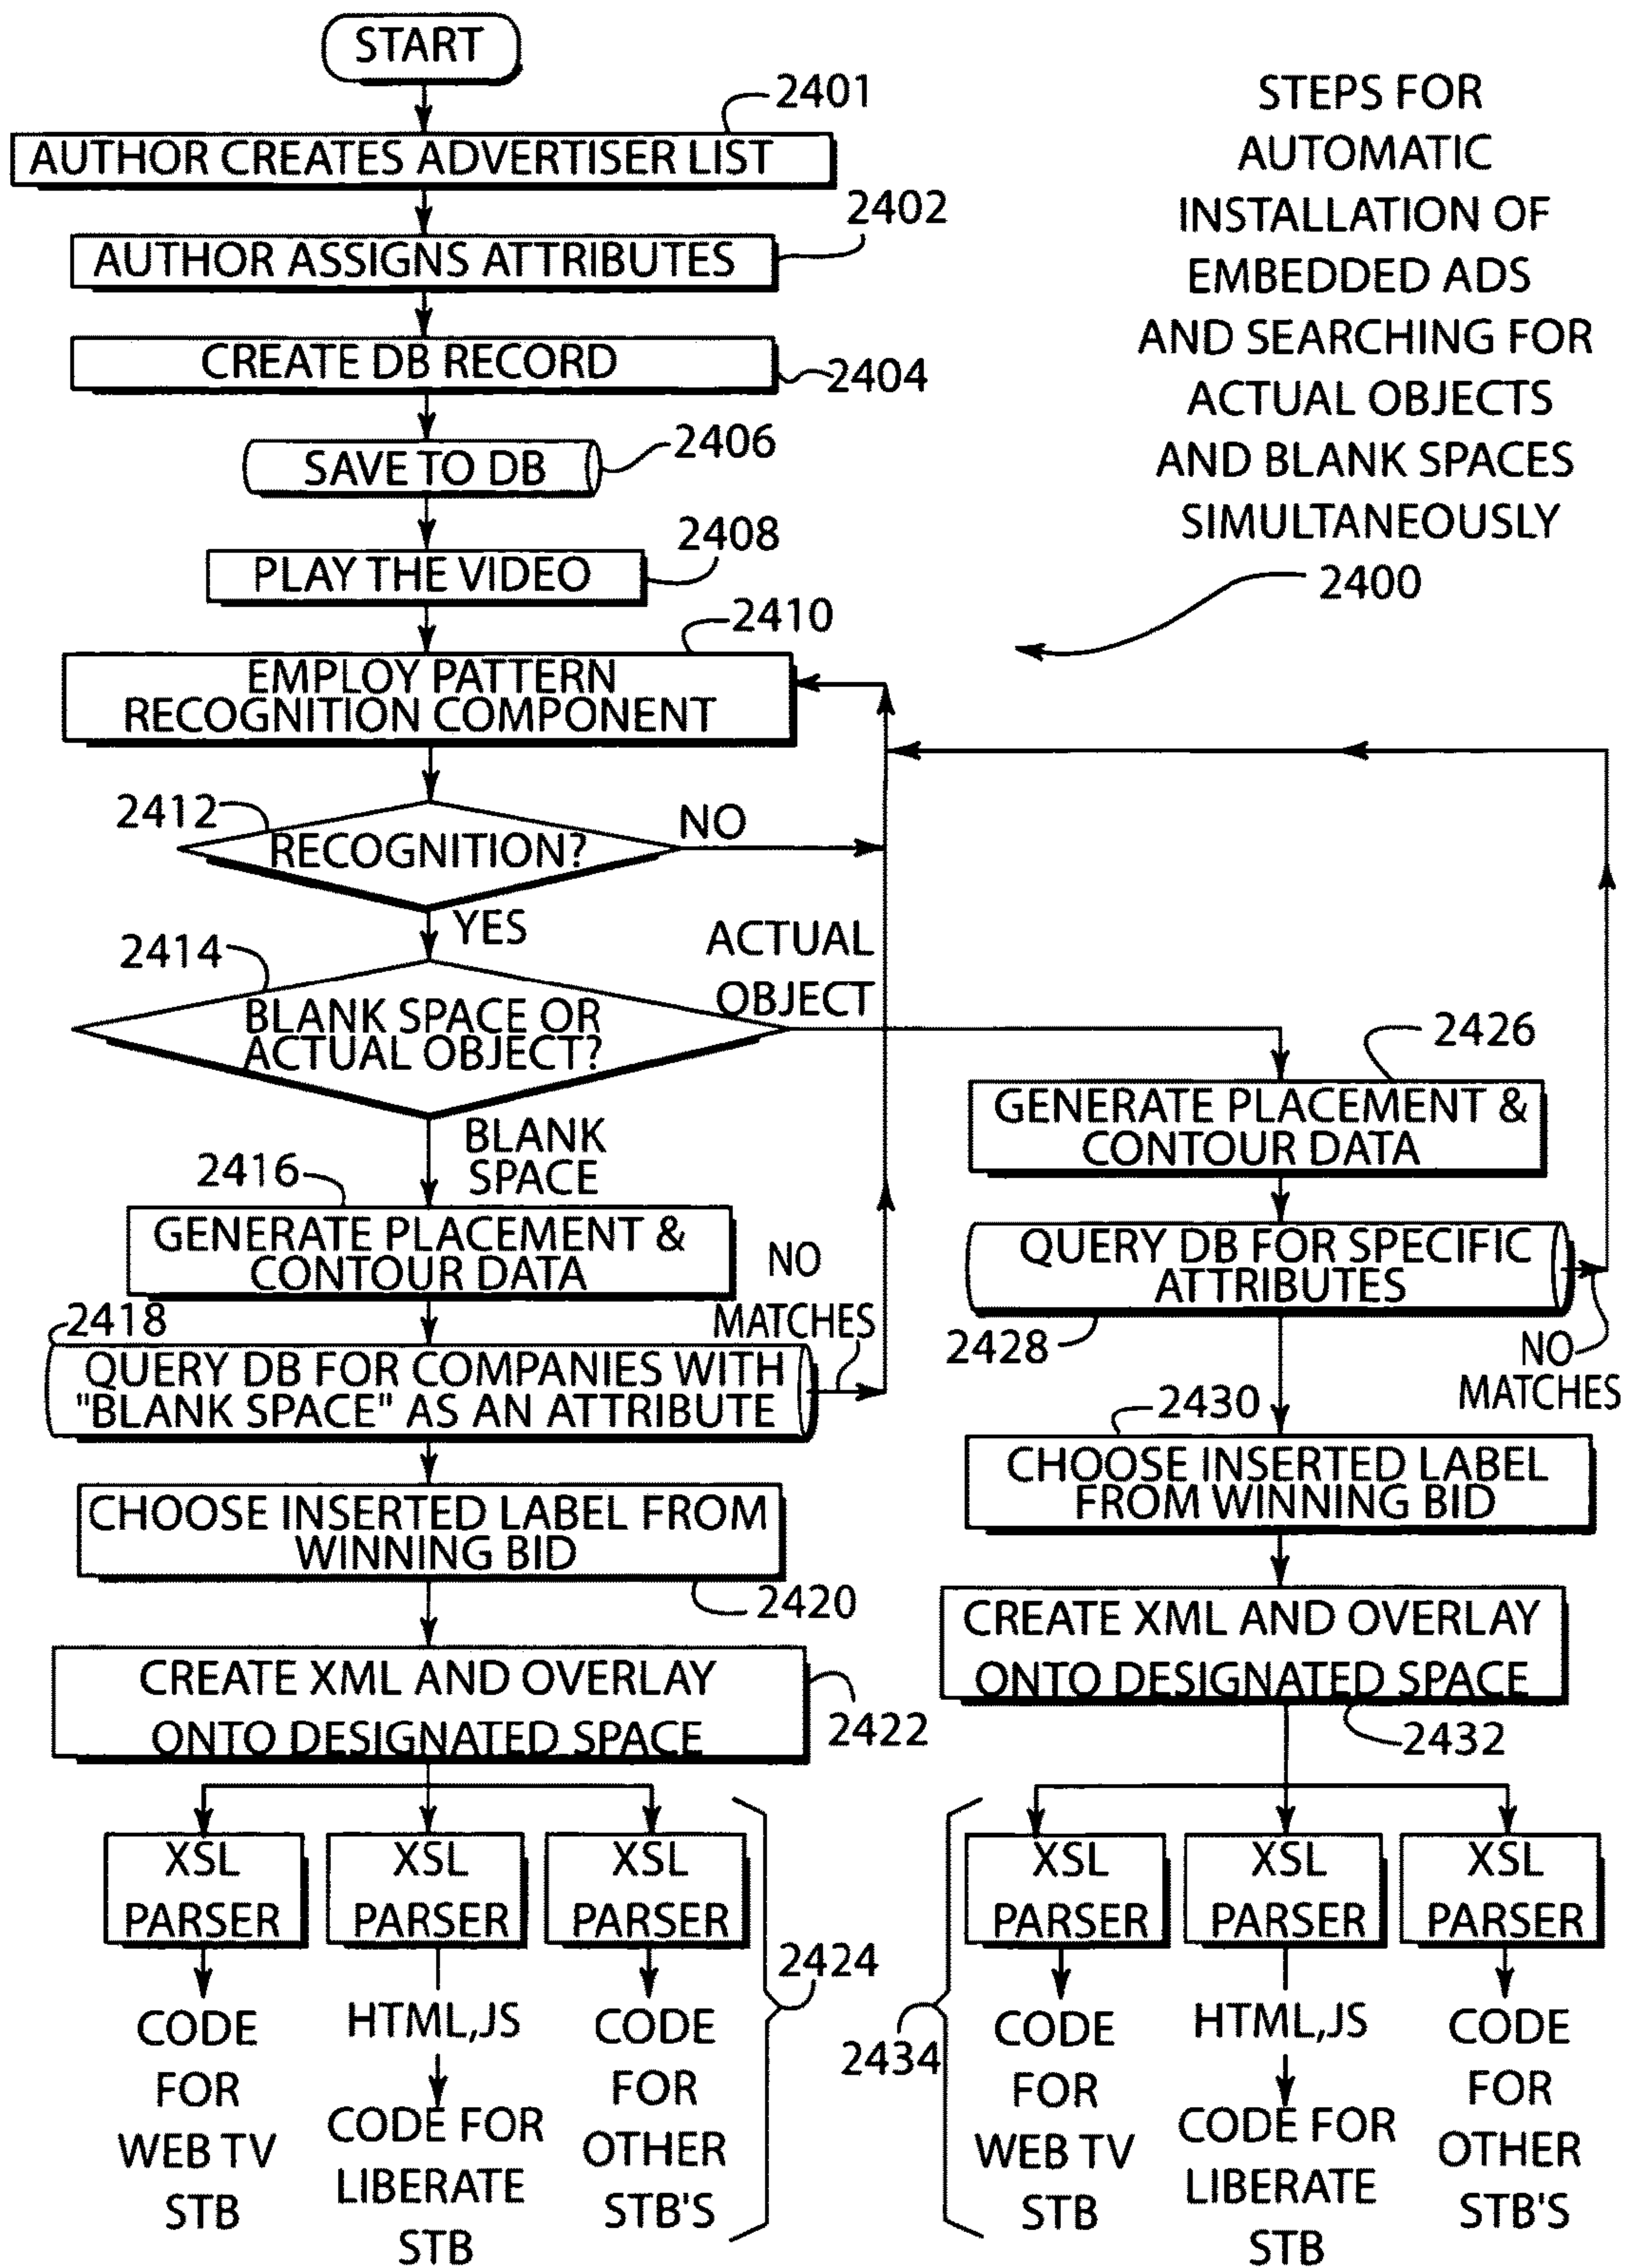 START
2401
AUTHOR CREATES ADVERTISER LIST
2402
AUTHOR ASSIGNS ATTRIBUTES
CREATE DB RECORD
2404
SAVE TO DB
2406
2408
PLAY THE VIDEO
2410
EMPLOY PATTERN
RECOGNITION COMPONENT
STEPS FOR
AUTOMATIC
INSTALLATION OF
EMBEDDED ADS
AND SEARCHING FOR
ACTUAL OBJECTS
AND BLANK SPACES
SIMULTANEOUSLY
2400
2412
RECOGNITION?
NO
YES
2414
BLANK SPACE OR
ACTUAL OBJECT?
ACTUAL
OBJECT
BLANK
SPACE
2416
GENERATE PLACEMENT &
CONTOUR DATA
NO
MATCHES
2418
QUERY DB FOR COMPANIES WITH
"BLANK SPACE" AS AN ATTRIBUTE
CHOOSE INSERTED LABEL FROM
WINNING BID
2420
CREATE XML AND OVERLAY
ONTO DESIGNATED SPACE
2422
XSL
PARSER
XSL
PARSER
XSL
PARSER
2424
CODE
FOR
WEB TV
STB
HTML,JS
CODE FOR
LIBERATE
STB
CODE
FOR
OTHER
STB'S
2426
GENERATE PLACEMENT &
CONTOUR DATA
QUERY DB FOR SPECIFIC
ATTRIBUTES
2428
NO
MATCHES
2430
CHOOSE INSERTED LABEL
FROM WINNING BID
CREATE XML AND OVERLAY
ONTO DESIGNATED SPACE
2432
XSL
PARSER
XSL
PARSER
XSL
PARSER
2434
CODE
FOR
WEB TV
STB
HTML,JS
CODE FOR
LIBERATE
STB
CODE
FOR
OTHER
STB'S